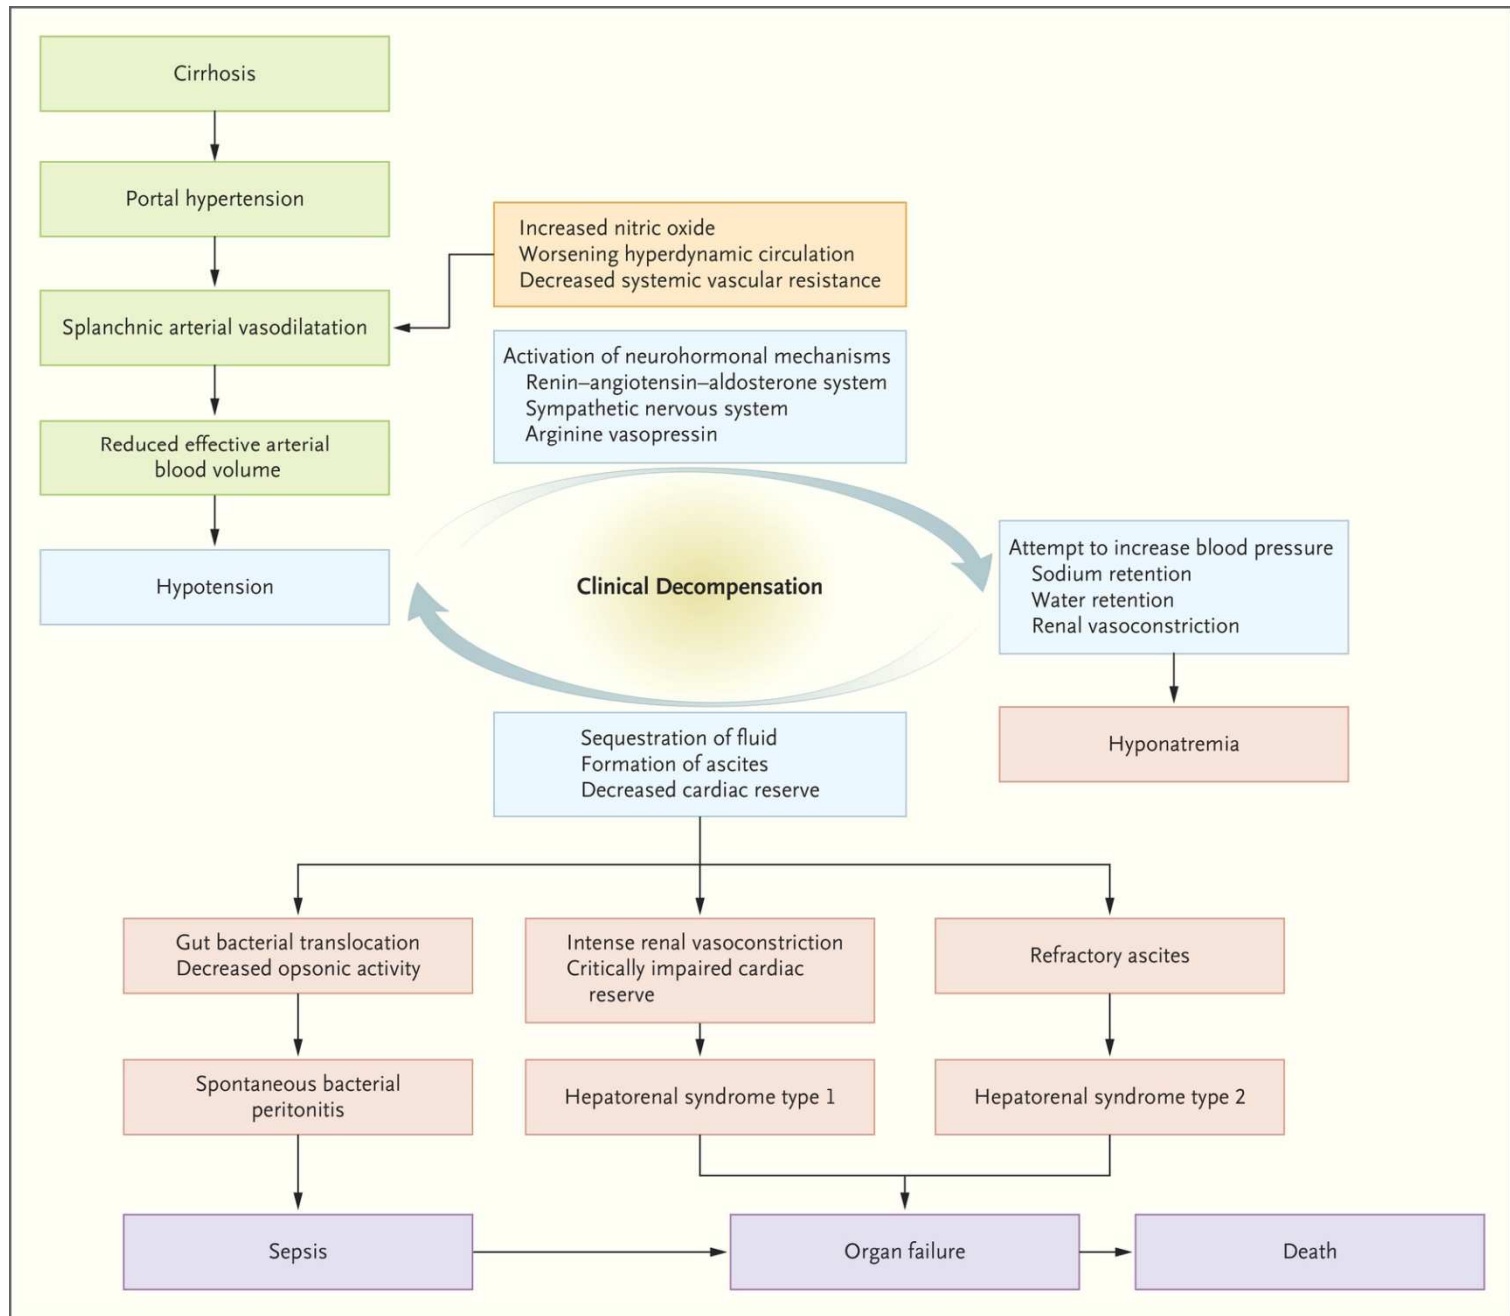 Cirrhosis
Portal hypertension
Splanchnic arterial vasodilatation
Reduced effective arterial
blood volume
Hypotension
Increased nitric oxide
Worsening hyperdynamic circulation
Decreased systemic vascular resistance
Activation of neurohormonal mechanisms
Renin–angiotensin–aldosterone system
Sympathetic nervous system
Arginine vasopressin
Clinical Decompensation
Attempt to increase blood pressure
Sodium retention
Water retention
Renal vasoconstriction
Hyponatremia
Sequestration of fluid
Formation of ascites
Decreased cardiac reserve
Gut bacterial translocation
Decreased opsonic activity
Intense renal vasoconstriction
Critically impaired cardiac
reserve
Refractory ascites
Spontaneous bacterial
peritonitis
Hepatorenal syndrome type 1
Hepatorenal syndrome type 2
Sepsis
Organ failure
Death